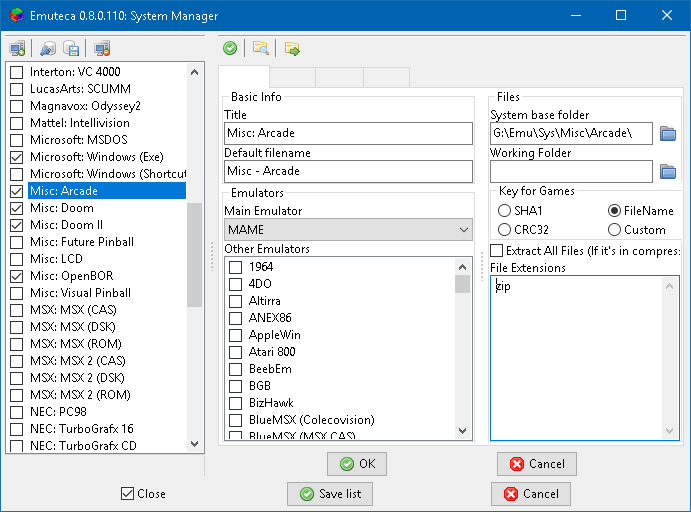 Emuteca 0.8.0.110: System Manager
Interton: VC 4000
LucasArts: SCUMM
Magnavox: Odyssey2
Mattel: Intellivision
Microsoft: MSDOS
Microsoft: Windows (Exe)
Microsoft: Windows (Shortcut
Misc: Arcade
Misc: Doom
Misc: Doom II
Misc: Future Pinball
Misc: LCD
Misc: OpenBOR
Misc: Visual Pinball
MSX: MSX (CAS)
MSX: MSX (DSK)
MSX: MSX (ROM)
MSX: MSX 2 (CAS)
MSX: MSX 2 (DSK)
MSX: MSX 2 (ROM)
NEC: PC98
NEC: TurboGrafx 16
NEC: TurboGrafx CD
Close
Basic Info
Title
Misc: Arcade
Default filename
Misc - Arcade
Emulators
Main Emulator
MAME
Other Emulators
1964
4DO
Altirra
ANEX86
AppleWin
Atari 800
BeebEm
BGB
BizHawk
BlueMSX (Colecovision)
BlueMSX (MSX CAS)
Files
System base folder
G:\Emu\Sys\Misc\Arcade\
Working Folder
Key for Games
SHA1
FileName
CRC32
Custom
Extract All Files (If it's in compres:
File Extensions
zip
OK
Cancel
Save list
Cancel